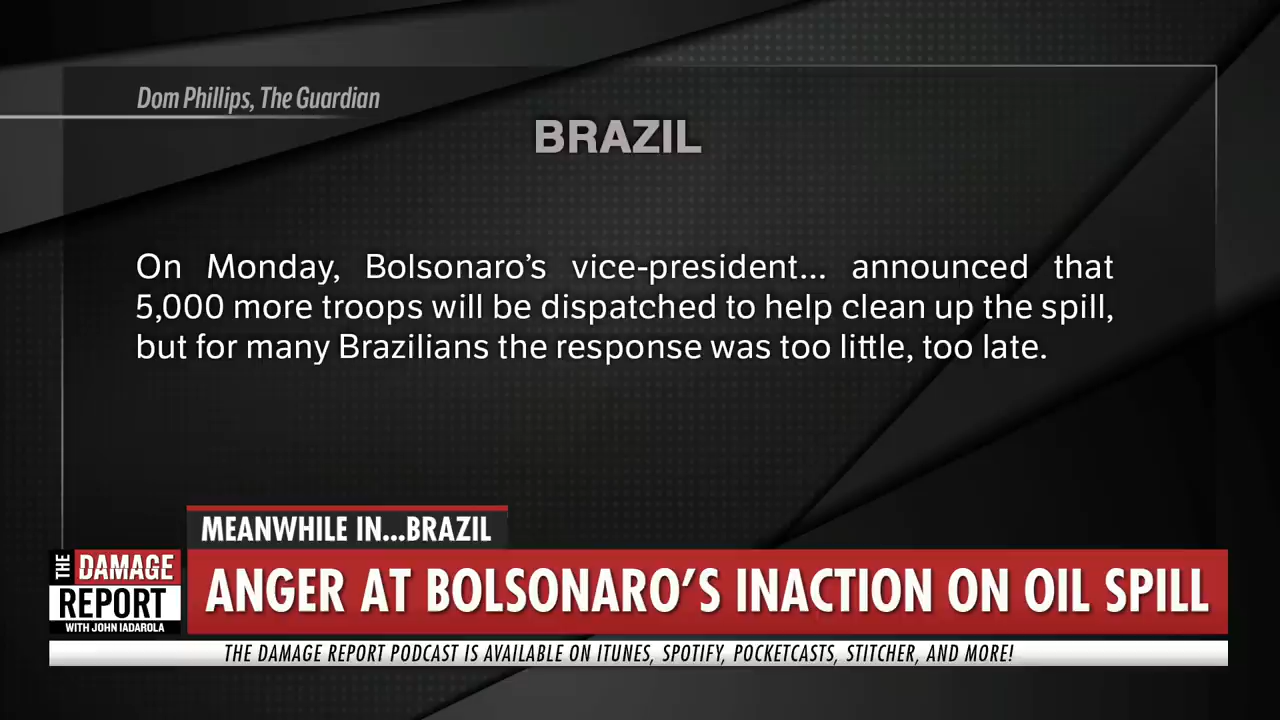 Dom Phillips, The Guardian
BRAZIL
On Monday, Bolsonaro’s vice-president... announced that
5,000 more troops will be dispatched to help clean up the spill,
but for many Brazilians the response was too little, too late.
MEANWHILE IN...BRAZIL
THE DAMAGE
REPORT
WITH JOHN IADAROLA
ANGER AT BOLSONARO’S INACTION ON OIL SPILL
THE DAMAGE REPORT PODCAST IS AVAILABLE ON ITUNES, SPOTIFY, POCKETCASTS, STITCHER, AND MORE!